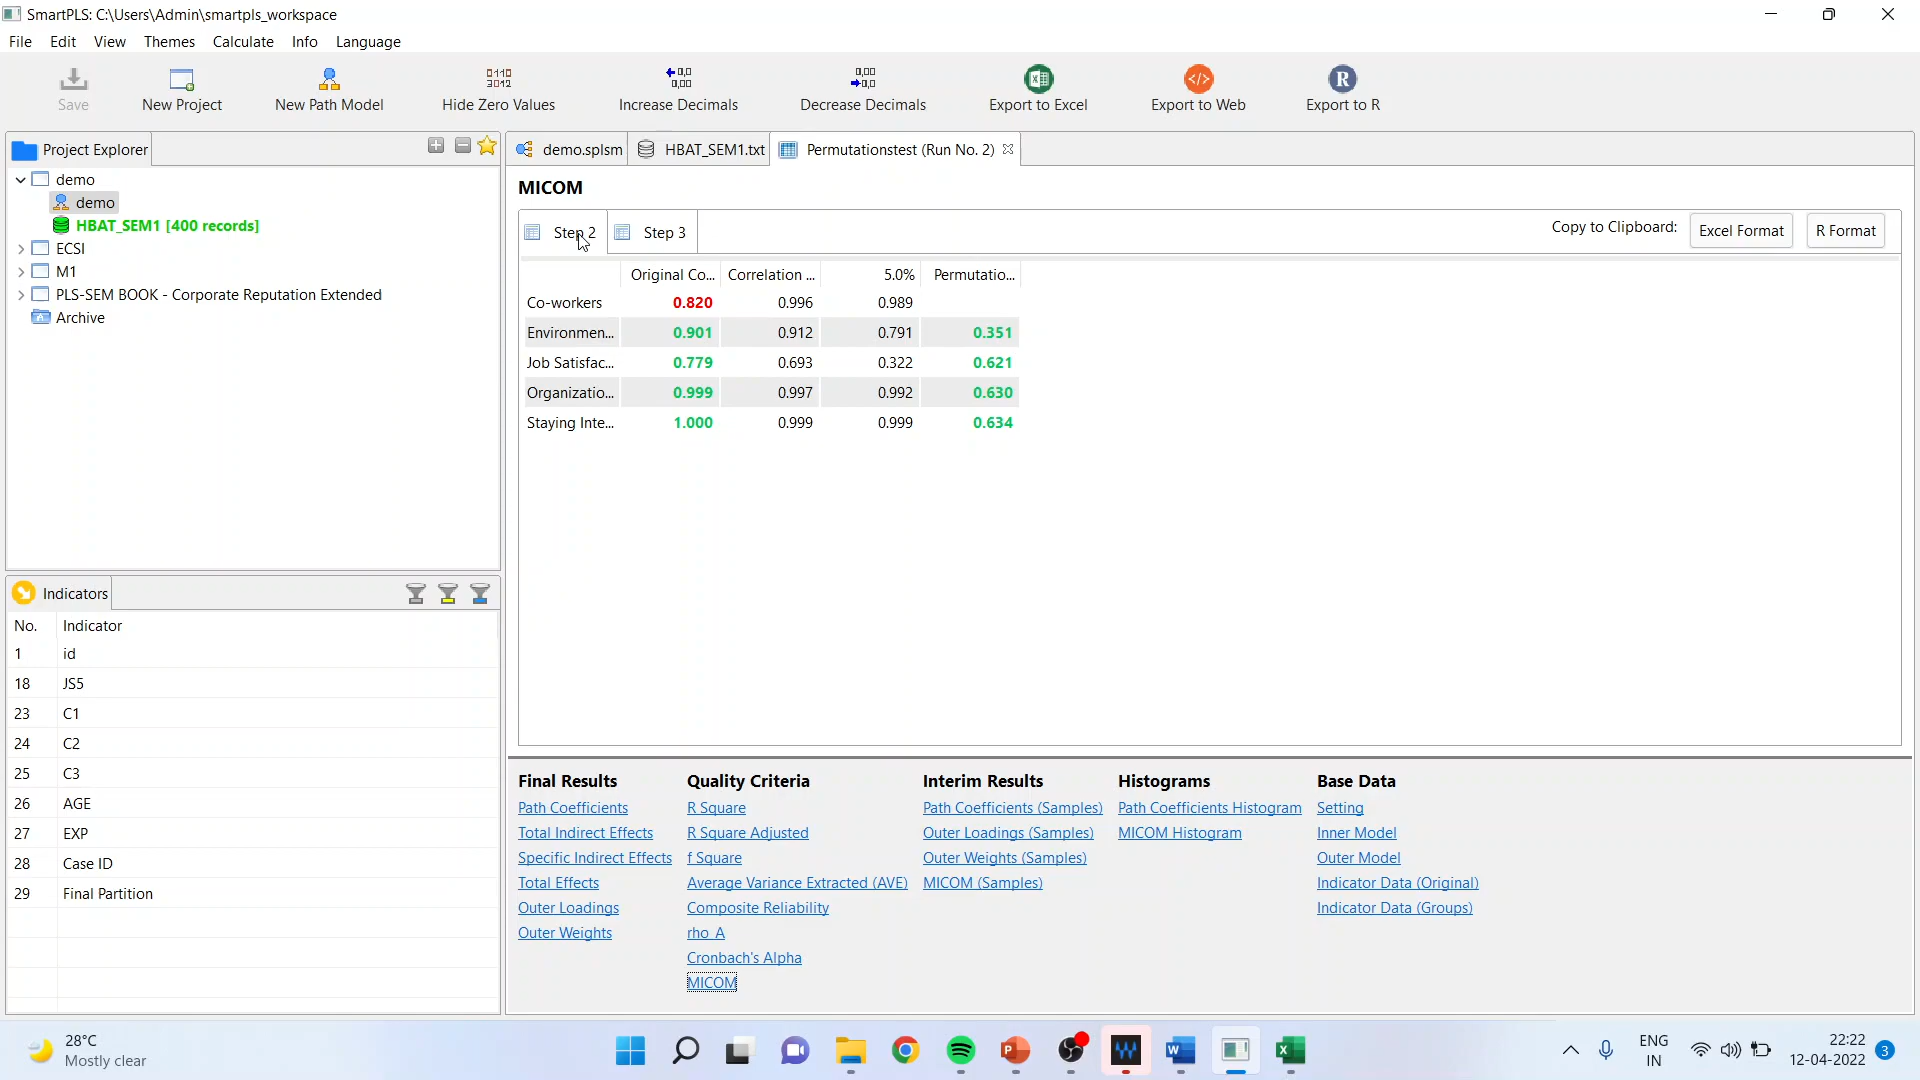 SmartPLS: C:\Users\Admin\smartpls_workspace
File Edit View Themes Calculate Info Language
Save New Project New Path Model Hide Zero Values Increase Decimals Decrease Decimals Export to Excel Export to Web Export to R
Project Explorer
demo
demo
HBAT_SEM1 [400 records]
ECSI
M1
PLS-SEM BOOK - Corporate Reputation Extended
Archive
Indicators
No. Indicator
1 id
18 JS5
23 C1
24 C2
25 C3
26 AGE
27 EXP
28 Case ID
29 Final Partition
demo.splsm HBAT_SEM1.txt Permutationstest (Run No. 2)
MICOM
Step 2 Step 3 Copy to Clipboard: Excel Format R Format
Original Co... Correlation ... 5.0% Permutatio...
Co-workers 0.820 0.996 0.989
Environmen... 0.901 0.912 0.791 0.351
Job Satisfac... 0.779 0.693 0.322 0.621
Organizatio... 0.999 0.997 0.992 0.630
Staying Inte... 1.000 0.999 0.999 0.634
Final Results
Path Coefficients
Total Indirect Effects
Specific Indirect Effects
Total Effects
Outer Loadings
Outer Weights
Quality Criteria
R Square
R Square Adjusted
f Square
Average Variance Extracted (AVE)
Composite Reliability
rho_A
Cronbach's Alpha
MICOM
Interim Results
Path Coefficients (Samples)
Outer Loadings (Samples)
Outer Weights (Samples)
MICOM (Samples)
Histograms
Path Coefficients Histogram
MICOM Histogram
Base Data
Setting
Inner Model
Outer Model
Indicator Data (Original)
Indicator Data (Groups)
28°C
Mostly clear
ENG
IN
22:22
12-04-2022
3